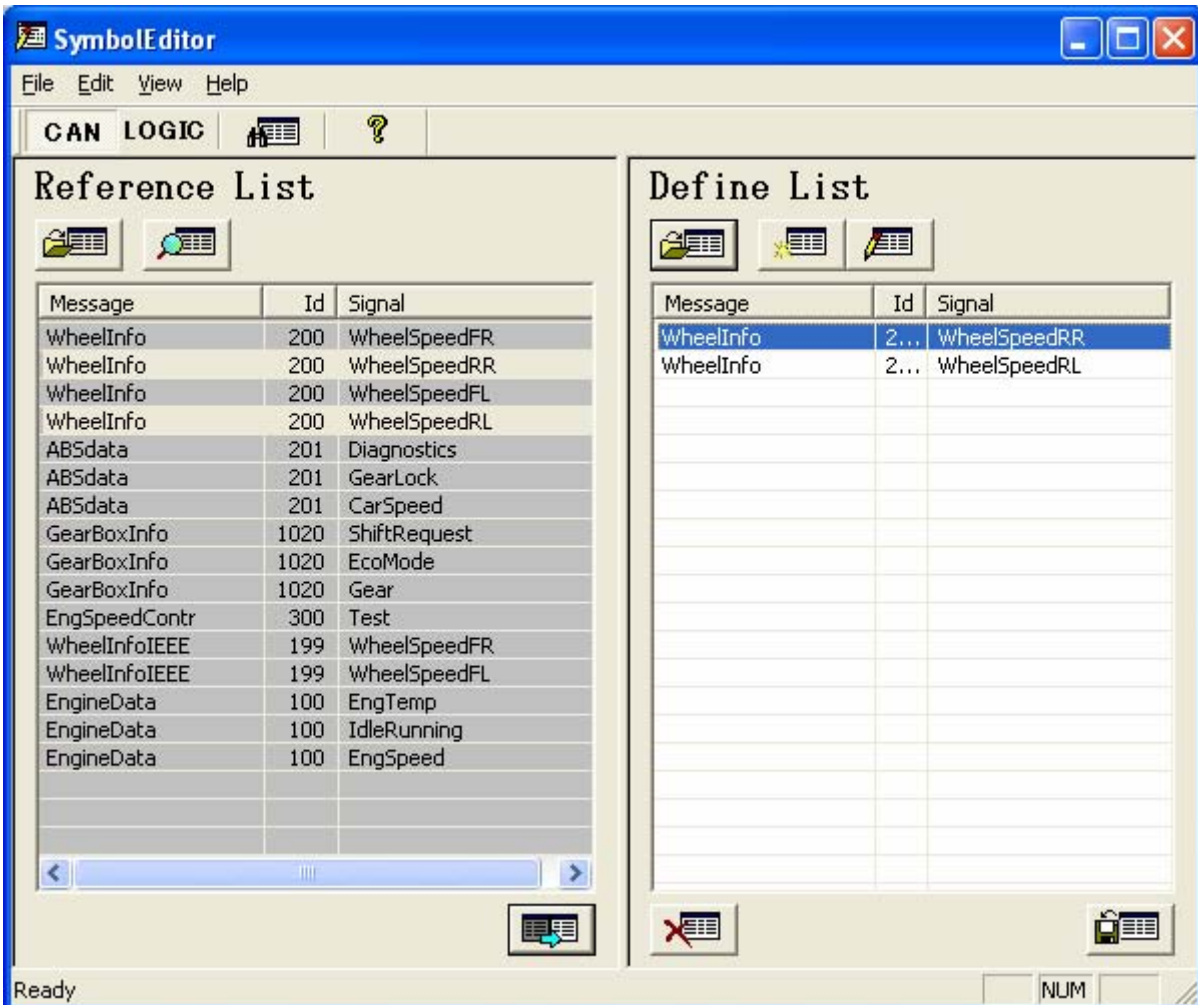 SymbolEditor
File Edit View Help
CAN LOGIC
Reference List
Message Id Signal
WheelInfo 200 WheelSpeedFR
WheelInfo 200 WheelSpeedRR
WheelInfo 200 WheelSpeedFL
WheelInfo 200 WheelSpeedRL
ABSdata 201 Diagnostics
ABSdata 201 GearLock
ABSdata 201 CarSpeed
GearBoxInfo 1020 ShiftRequest
GearBoxInfo 1020 EcoMode
GearBoxInfo 1020 Gear
EngSpeedContr 300 Test
WheelInfoIEEE 199 WheelSpeedFR
WheelInfoIEEE 199 WheelSpeedFL
EngineData 100 EngTemp
EngineData 100 IdleRunning
EngineData 100 EngSpeed
Define List
Message Id Signal
WheelInfo 2... WheelSpeedRR
WheelInfo 2... WheelSpeedRL
Ready
NUM